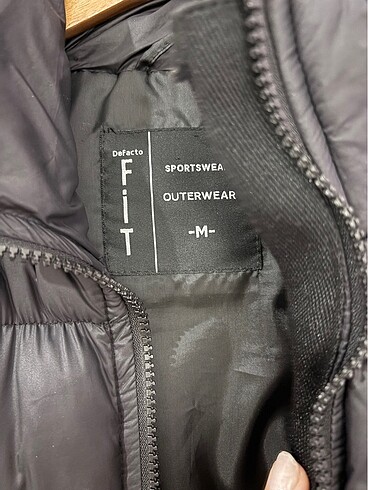 DeFacto
FiT
SPORTSWEA
OUTERWEAR
-M-